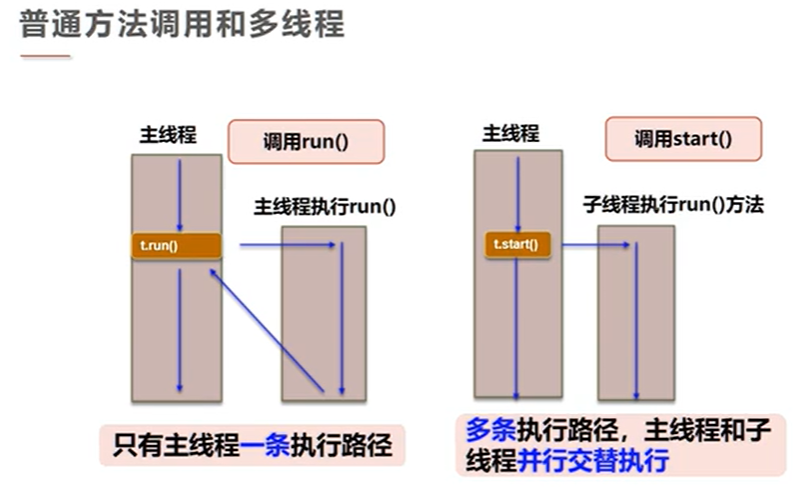 普通方法调用和多线程
主线程
调用run()
主线程执行run()
t.run()
只有主线程一条执行路径
主线程
调用start()
子线程执行run()方法
t.start()
多条执行路径，主线程和子
线程并行交替执行